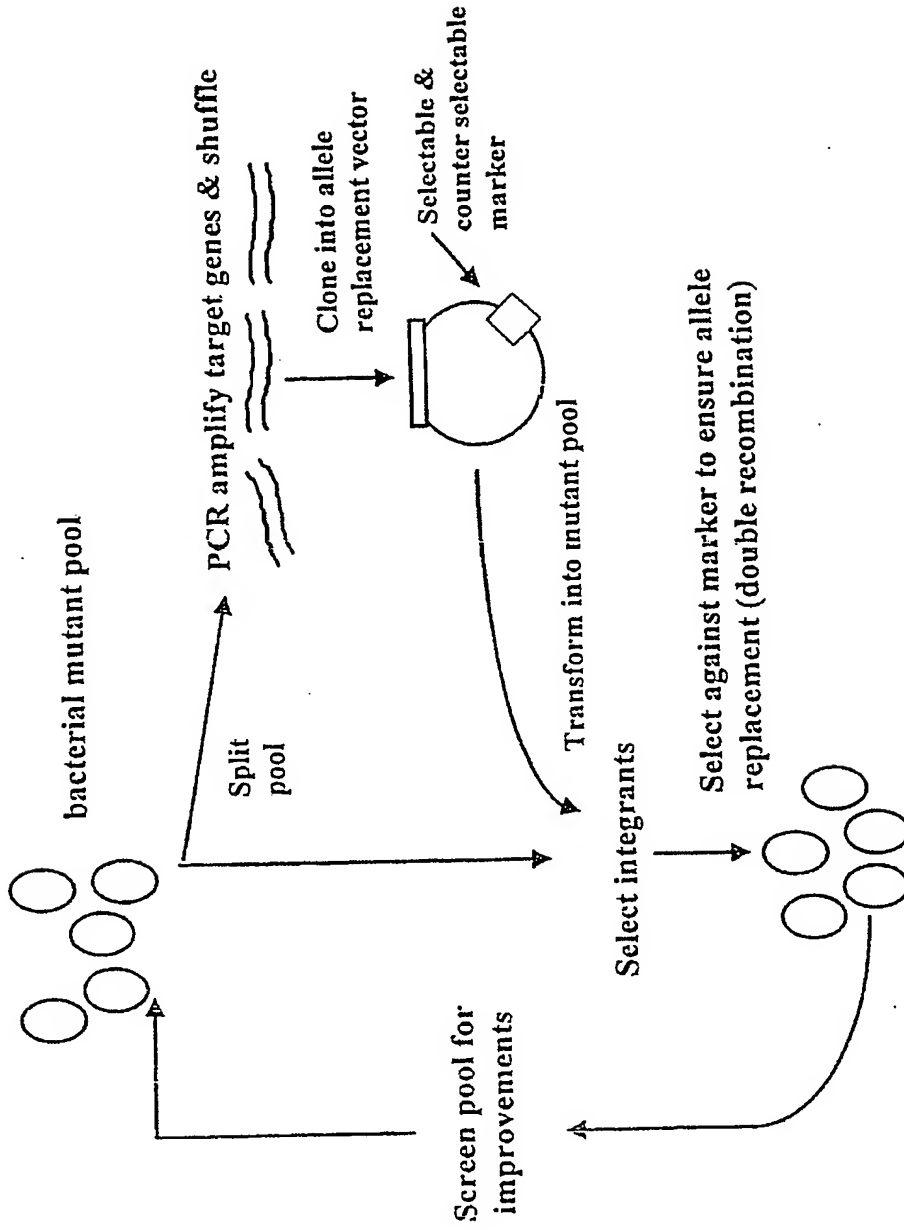 bacterial mutant pool
Split
pool
PCR amplify target genes & shuffle
Clone into allele
replacement vector
Selectable &
counter selectable
marker
Transform into mutant pool
Select integrants
Select against marker to ensure allele
replacement (double recombination)
Screen pool for
improvements